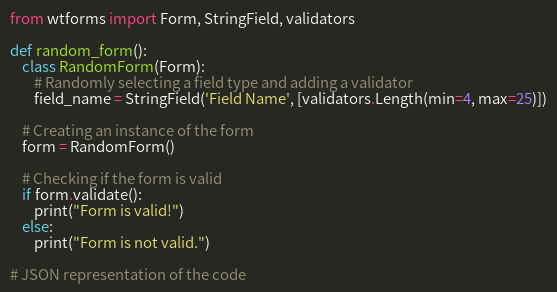 from wtforms import Form, StringField, validators
def random_form():
class RandomForm(Form):
# Randomly selecting a field type and adding a validator
field_name = StringField('Field Name', [validators.Length(min=4, max=25)])
# Creating an instance of the form
form = RandomForm()
# Checking if the form is valid
if form.validate():
print("Form is valid!")
else:
print("Form is not valid.")
# JSON representation of the code